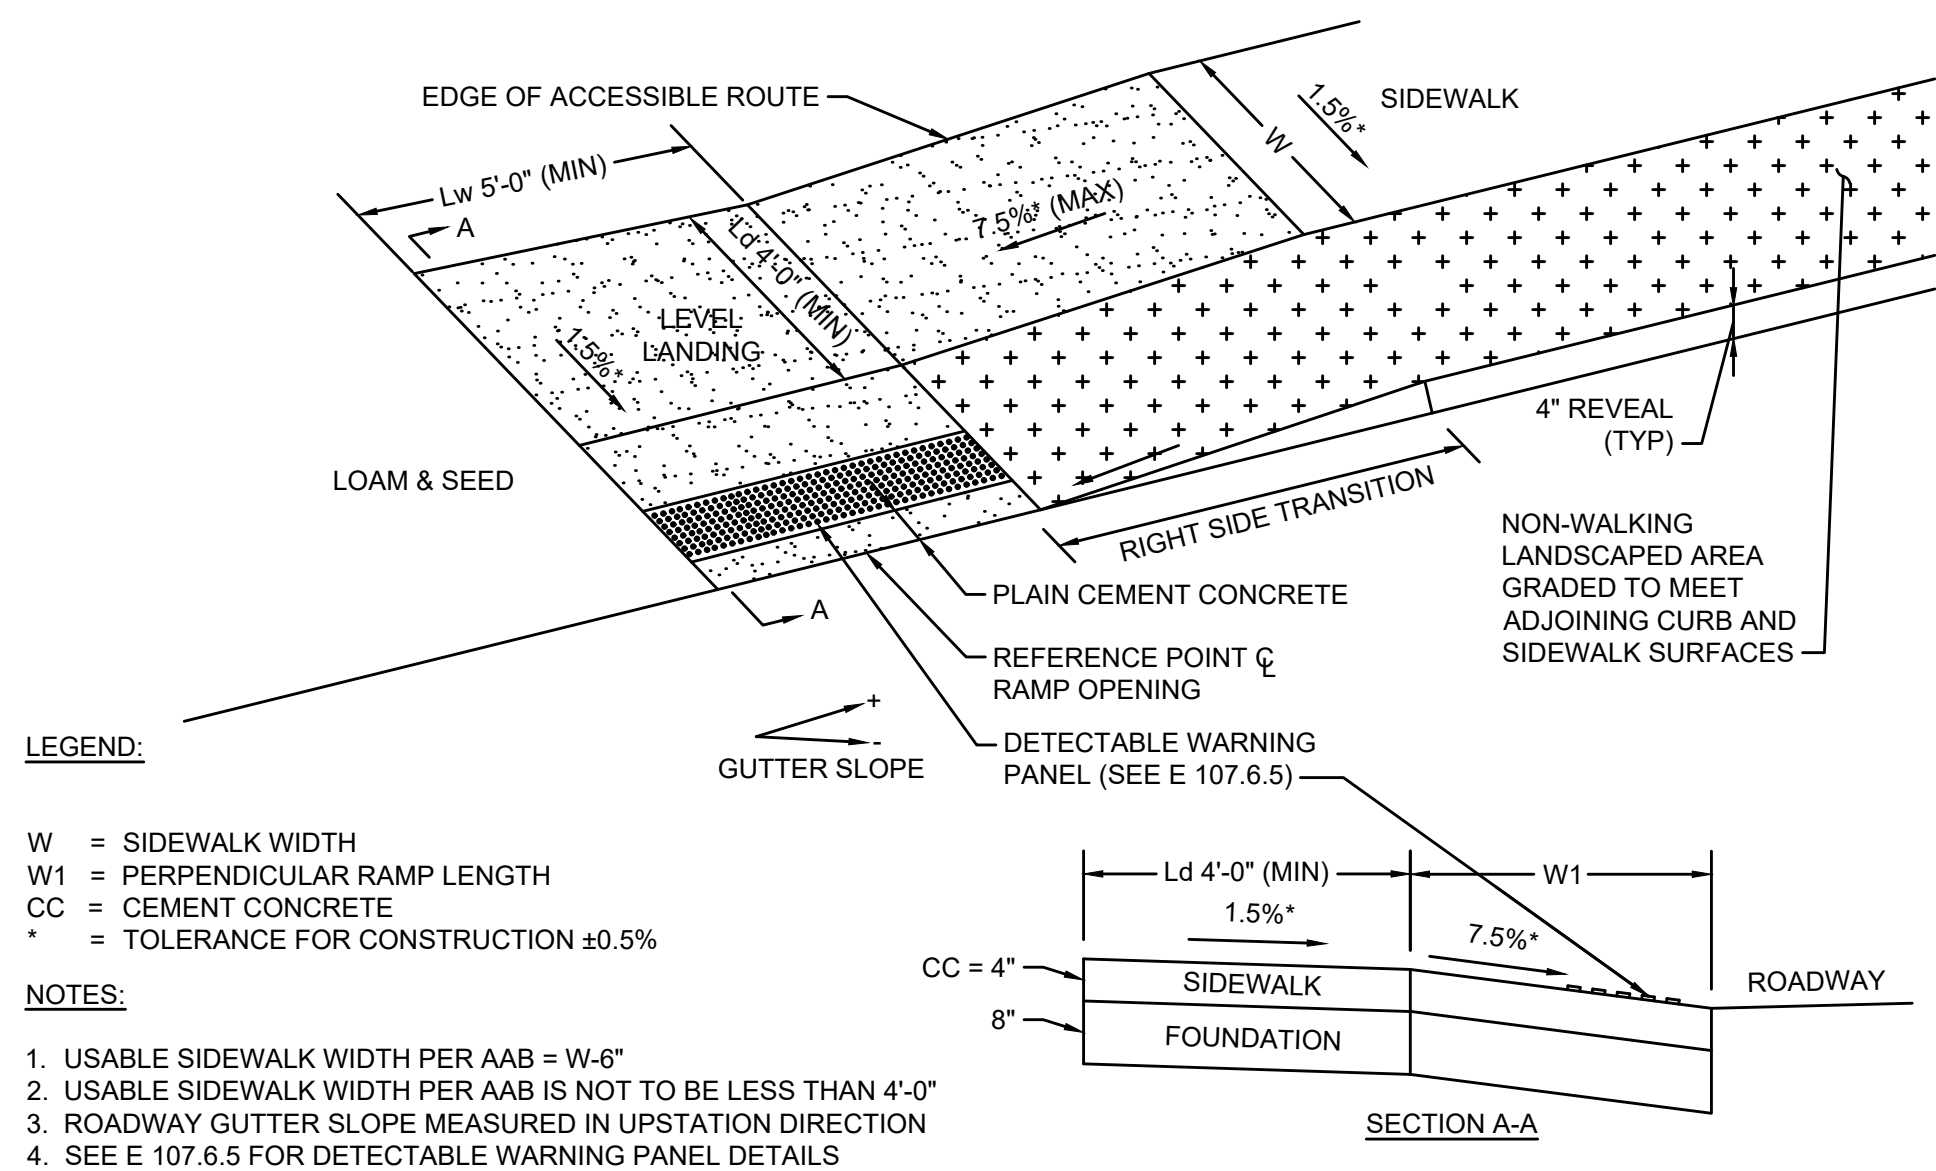 EDGE OF ACCESSIBLE ROUTE
SIDEWALK
1.5%*
W
Lw 5'-0" (MIN)
A
7.5%* (MAX)
Ld 4'-0" (MIN)
LEVEL
LANDING
1.5%*
LOAM & SEED
4" REVEAL
(TYP)
RIGHT SIDE TRANSITION
NON-WALKING
LANDSCAPED AREA
GRADED TO MEET
ADJOINING CURB AND
SIDEWALK SURFACES
PLAIN CEMENT CONCRETE
A
REFERENCE POINT ℄
RAMP OPENING
+
-
GUTTER SLOPE
DETECTABLE WARNING
PANEL (SEE E 107.6.5)
LEGEND:
W = SIDEWALK WIDTH
W1 = PERPENDICULAR RAMP LENGTH
CC = CEMENT CONCRETE
* = TOLERANCE FOR CONSTRUCTION ±0.5%
NOTES:
1. USABLE SIDEWALK WIDTH PER AAB = W-6"
2. USABLE SIDEWALK WIDTH PER AAB IS NOT TO BE LESS THAN 4'-0"
3. ROADWAY GUTTER SLOPE MEASURED IN UPSTATION DIRECTION
4. SEE E 107.6.5 FOR DETECTABLE WARNING PANEL DETAILS
Ld 4'-0" (MIN)
W1
1.5%*
7.5%*
CC = 4"
SIDEWALK
ROADWAY
8"
FOUNDATION
SECTION A-A